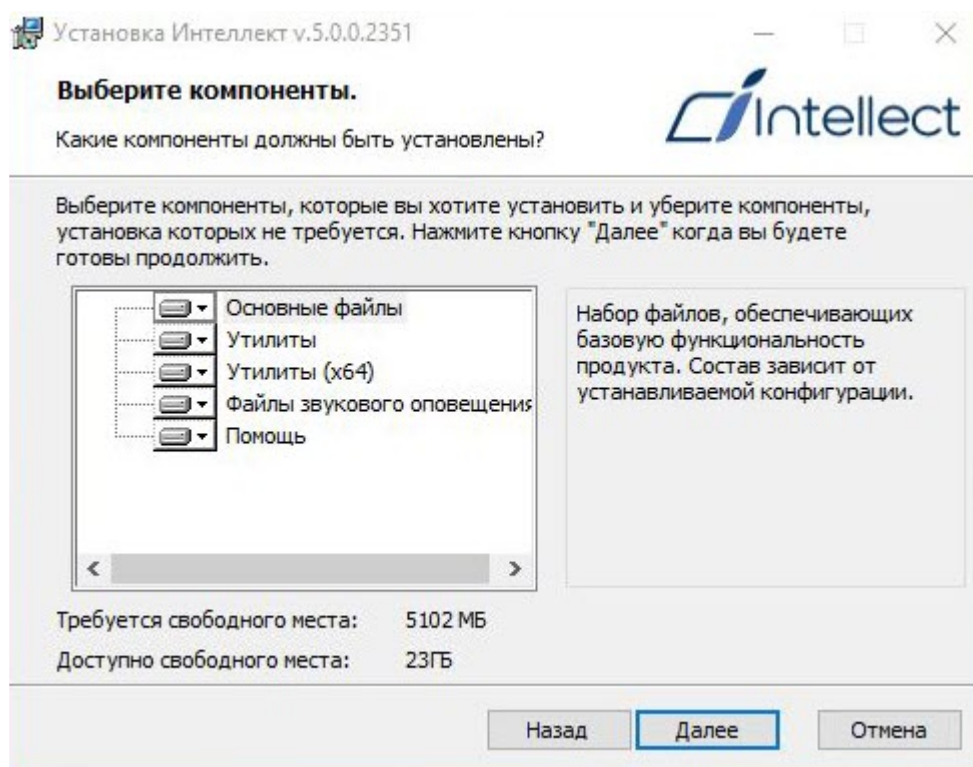 Установка Интеллект v.5.0.0.2351
Выберите компоненты.
Какие компоненты должны быть установлены?
Intellect
Выберите компоненты, которые вы хотите установить и уберите компоненты,
установка которых не требуется. Нажмите кнопку "Далее" когда вы будете
готовы продолжить.
Основные файлы
Утилиты
Утилиты (x64)
Файлы звукового оповещения
Помощь
Набор файлов, обеспечивающих
базовую функциональность
продукта. Состав зависит от
устанавливаемой конфигурации.
Требуется свободного места: 5102 МБ
Доступно свободного места: 23ГБ
Назад Далее Отмена